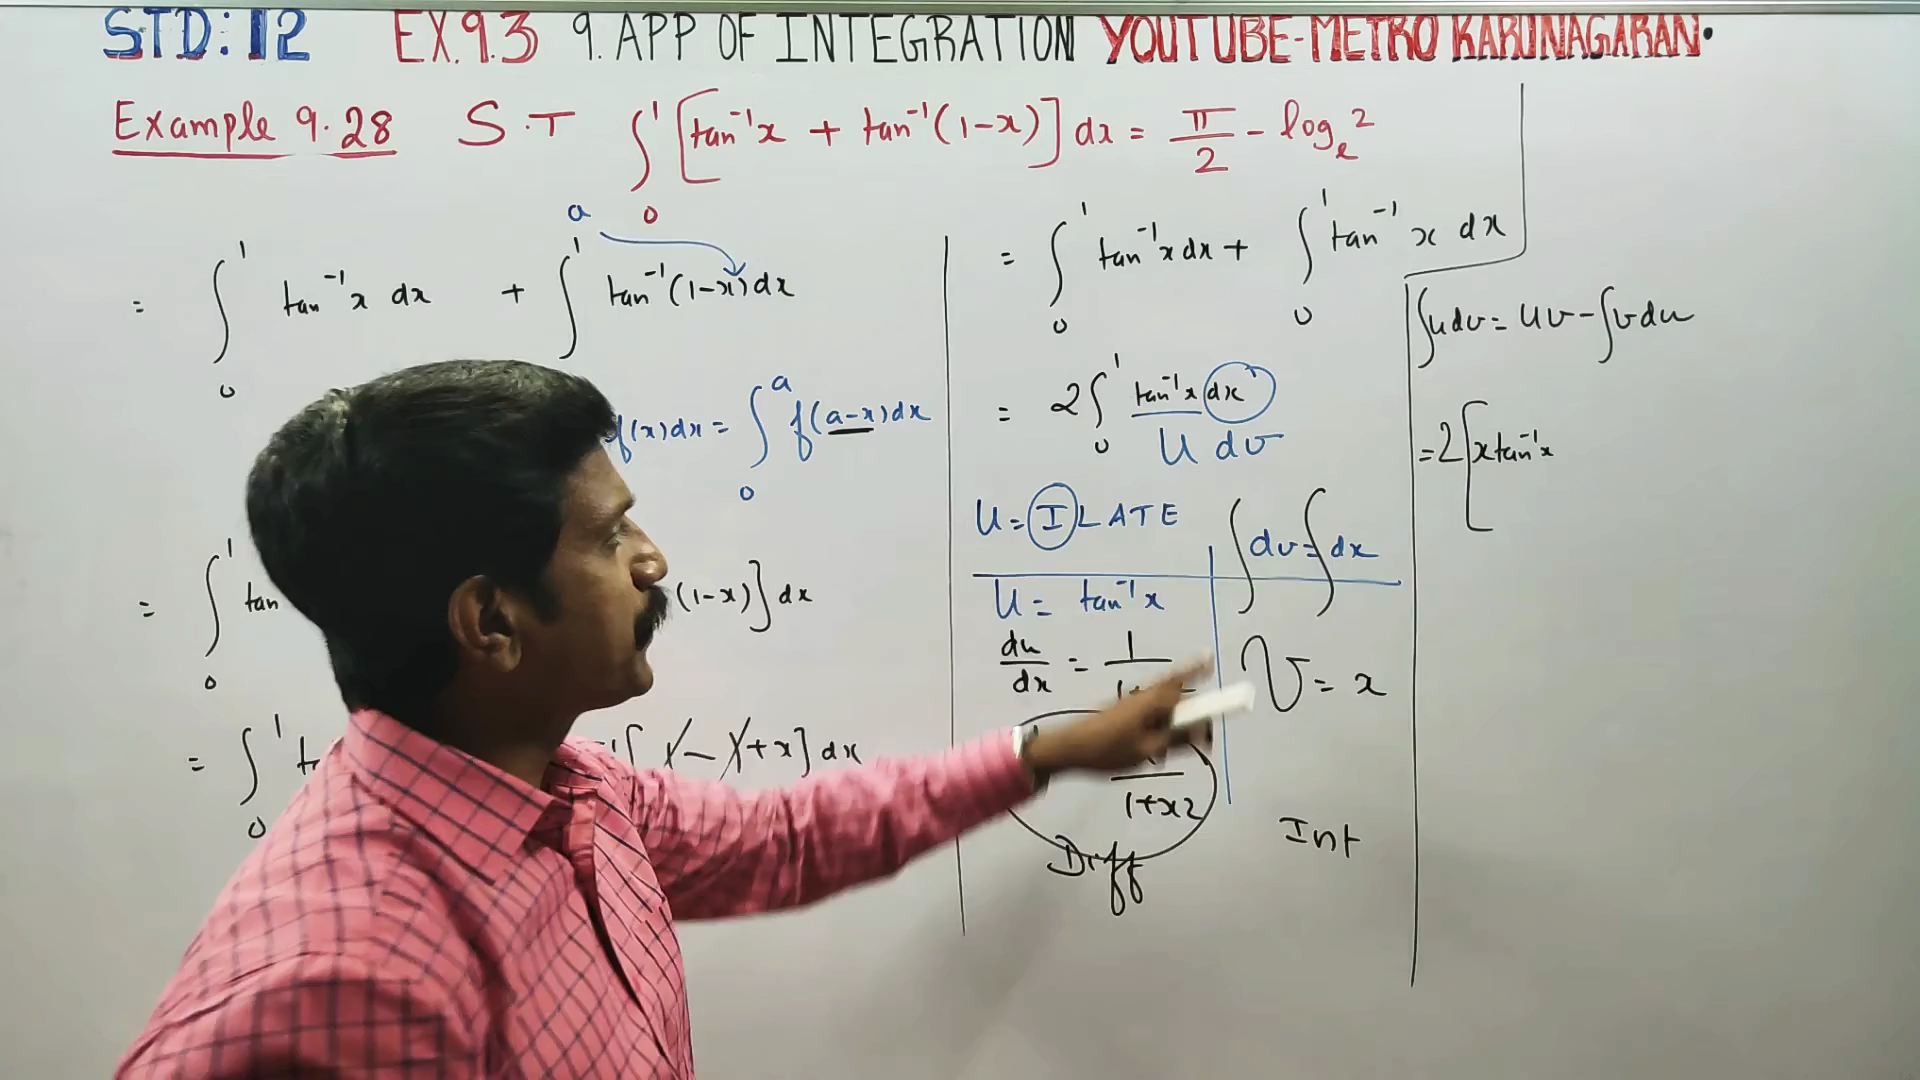 STD: 12 EX.9.3 9. APP OF INTEGRATION YOUTUBE-METRO KARUNAGARAN.
Example 9.28 S.T ∫₀¹ [tan⁻¹x + tan⁻¹(1-x)] dx = π/2 - logₑ2
= ∫₀¹ tan⁻¹x dx + ∫₀¹ tan⁻¹(1-x) dx
a
f(x)dx = ∫₀ᵃ f(a-x)dx
= ∫₀¹ tan (1-x)] dx
= ∫₀¹ [1-1+x] dx
= ∫₀¹ tan⁻¹x dx + ∫₀¹ tan⁻¹x dx
= 2∫₀¹ tan⁻¹x dx
u dv
u = ILATE
∫dv = ∫dx
u = tan⁻¹x
du/dx = 1
v = x
1+x2
Diff
Int
∫udv = uv - ∫vdu
= 2[x tan⁻¹x